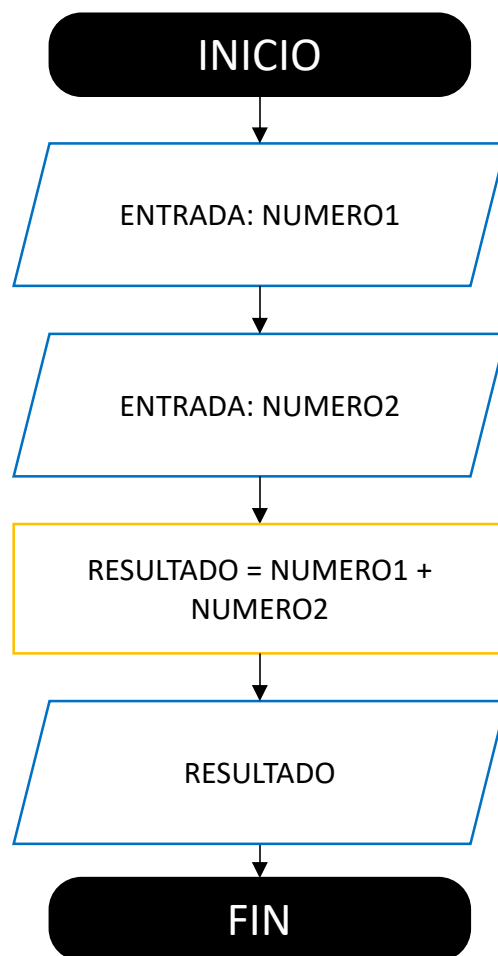 INICIO
ENTRADA: NUMERO1
ENTRADA: NUMERO2
RESULTADO = NUMERO1 +
NUMERO2
RESULTADO
FIN